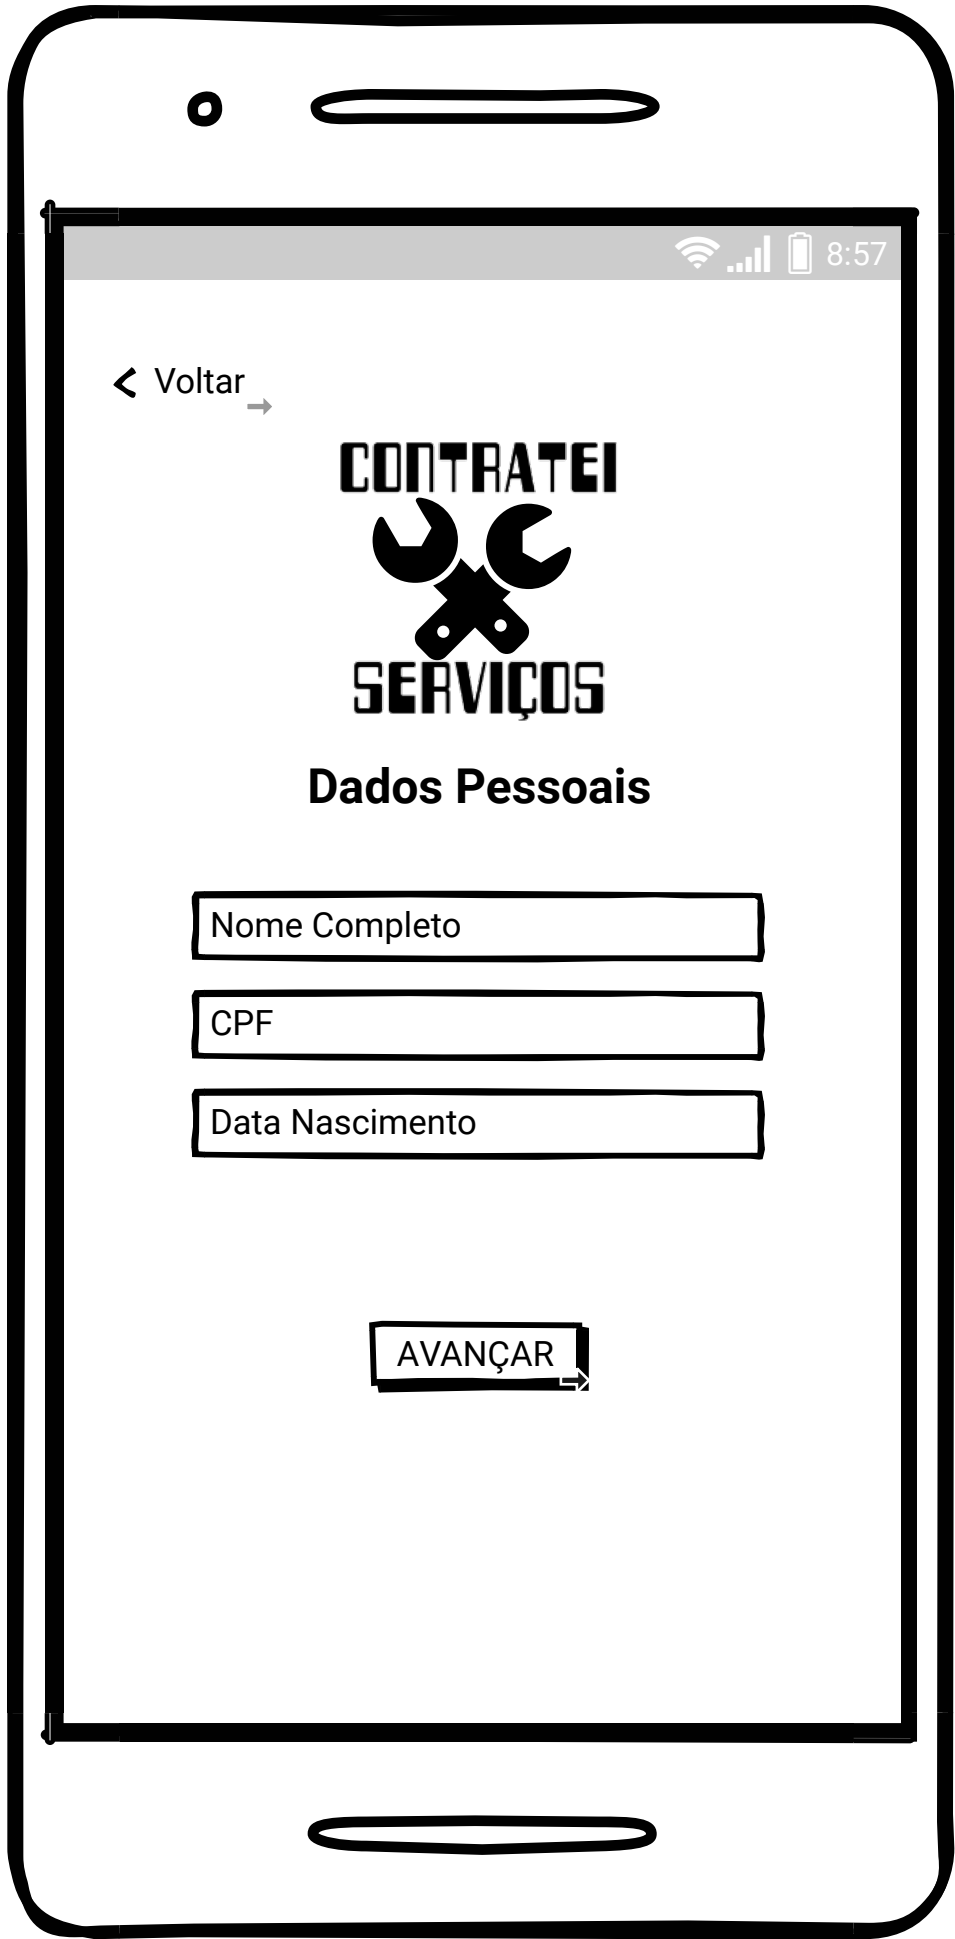 8:57
Voltar
CONTRATEI
SERVIÇOS
Dados Pessoais
Nome Completo
CPF
Data Nascimento
AVANÇAR